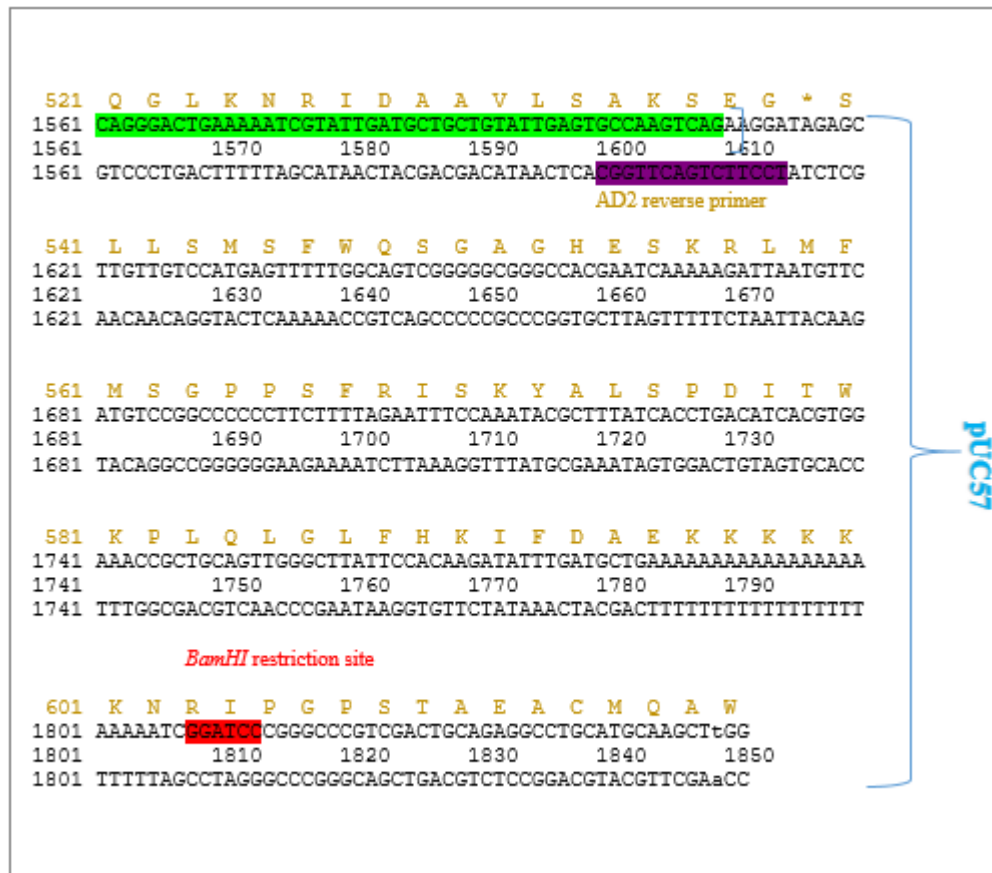 521 Q G L K N R I D A A V L S A K S E G * S
1561 CAGGGACTGAAAAATCGTATTGATGCTGCTGTATTGAGTGCCAAGTCAGAAGGATAGAGC
1561 1570 1580 1590 1600 1610
1561 GTCCCTGACTTTTTAGCATAACTACGACGACATAACTCACGGTTCAGTCTTCCTATCTCG
AD2 reverse primer
541 L L S M S F W Q S G A G H E S K R L M F
1621 TTGTTGTCCATGAGTTTTTGGCAGTCGGGGGCGGGCCACGAATCAAAAAGATTAATGTTC
1621 1630 1640 1650 1660 1670
1621 AACAACAGGTACTCAAAAACCGTCAGCCCCCGCCCGGTGCTTAGTTTTTCTAATTACAAG
561 M S G P P S F R I S K Y A L S P D I T W
1681 ATGTCCGGCCCCCCTTCTTTTAGAATTTCCAAATACGCTTTATCACCTGACATCACGTGG
1681 1690 1700 1710 1720 1730
1681 TACAGGCCGGGGGGAAGAAAATCTTAAAGGTTTATGCGAAATAGTGGACTGTAGTGCACC
pUC57
581 K P L Q L G L F H K I F D A E K K K K K
1741 AAACCGCTGCAGTTGGGCTTATTCCACAAGATATTTGATGCTGAAAAAAAAAAAAAAAAA
1741 1750 1760 1770 1780 1790
1741 TTTGGCGACGTCAACCCGAATAAGGTGTTCTATAAACTACGACTTTTTTTTTTTTTTTTT
BamHI restriction site
601 K N R I P G P S T A E A C M Q A W
1801 AAAAATCGGATCCCGGGCCCGTCGACTGCAGAGGCCTGCATGCAAGCTtGG
1801 1810 1820 1830 1840 1850
1801 TTTTTAGCCTAGGGCCCGGGCAGCTGACGTCTCCGGACGTACGTTCGAaCC